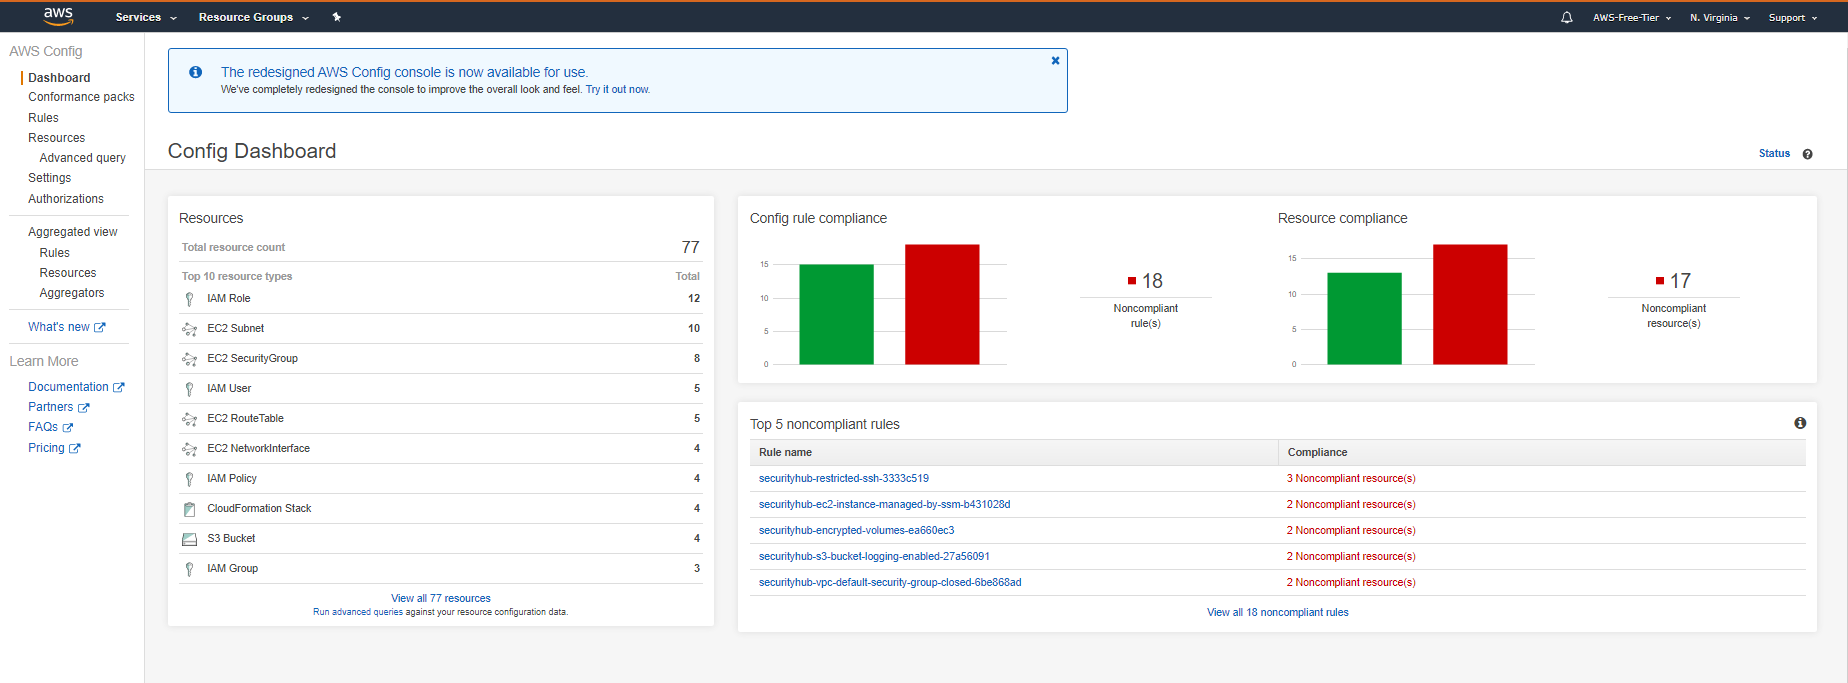 aws
Services
Resource Groups
AWS-Free-Tier
N. Virginia
Support
AWS Config
Dashboard
Conformance packs
Rules
Resources
Advanced query
Settings
Authorizations
Aggregated view
Rules
Resources
Aggregators
What's new
Learn More
Documentation
Partners
FAQs
Pricing
The redesigned AWS Config console is now available for use.
We've completely redesigned the console to improve the overall look and feel. Try it out now.
Config Dashboard
Status
Resources
Total resource count 77
Top 10 resource types Total
IAM Role 12
EC2 Subnet 10
EC2 SecurityGroup 8
IAM User 5
EC2 RouteTable 5
EC2 NetworkInterface 4
IAM Policy 4
CloudFormation Stack 4
S3 Bucket 4
IAM Group 3
View all 77 resources
Run advanced queries against your resource configuration data.
Config rule compliance
15
10
5
0
18
Noncompliant
rule(s)
Resource compliance
15
10
5
0
17
Noncompliant
resource(s)
Top 5 noncompliant rules
Rule name Compliance
securityhub-restricted-ssh-3333c519 3 Noncompliant resource(s)
securityhub-ec2-instance-managed-by-ssm-b431028d 2 Noncompliant resource(s)
securityhub-encrypted-volumes-ea660ec3 2 Noncompliant resource(s)
securityhub-s3-bucket-logging-enabled-27a56091 2 Noncompliant resource(s)
securityhub-vpc-default-security-group-closed-6be868ad 2 Noncompliant resource(s)
View all 18 noncompliant rules